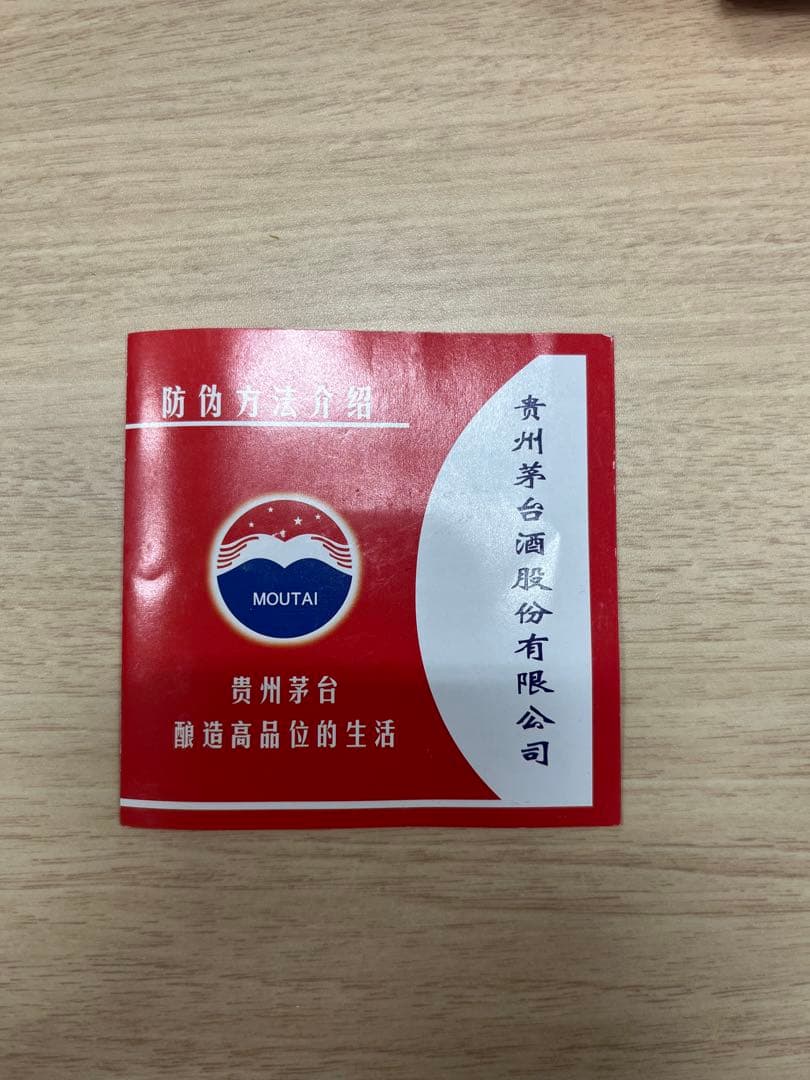 防伪方法介绍
MOUTAI
贵州茅台
酿造高品位的生活
贵州茅台酒股份有限公司